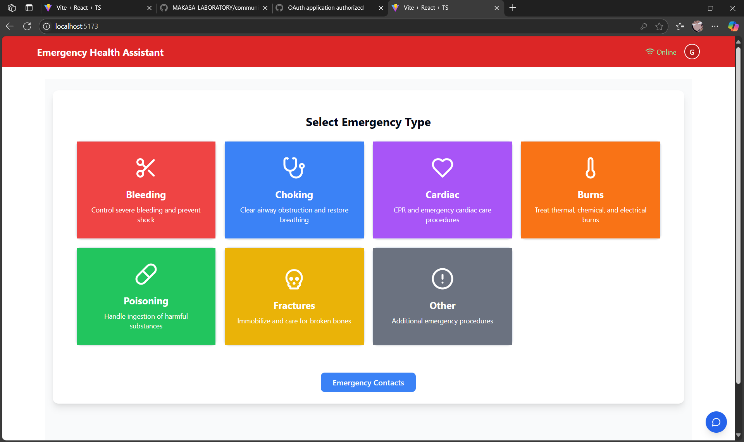 Vite + React + TS
MAKASA-LABORATORY/commun
OAuth application authorized
Vite + React + TS
localhost:5173
Emergency Health Assistant
Online
G
Select Emergency Type
Bleeding
Control severe bleeding and prevent
shock
Choking
Clear airway obstruction and restore
breathing
Cardiac
CPR and emergency cardiac care
procedures
Burns
Treat thermal, chemical, and electrical
burns
Poisoning
Handle ingestion of harmful
substances
Fractures
Immobilize and care for broken bones
Other
Additional emergency procedures
Emergency Contacts